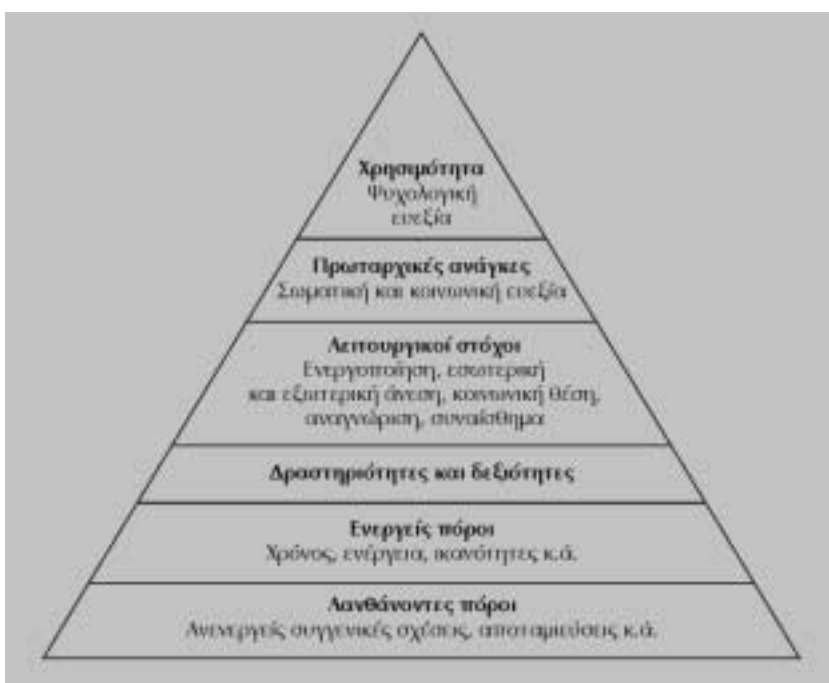 Χρησιμότητα
Ψυχολογική
ευεξία
Πρωταρχικές ανάγκες
Σωματική και κοινωνική ευεξία
Λειτουργικοί στόχοι
Ενεργοποίηση, εσωτερική
και εξωτερική άνεση, κοινωνική θέση,
αναγνώριση, συναίσθημα
Δραστηριότητες και δεξιότητες
Ενεργείς πόροι
Χρόνος, ενέργεια, ικανότητες κ.ά.
Λανθάνοντες πόροι
Ανενεργείς συγγενικές σχέσεις, αποταμιεύσεις κ.ά.